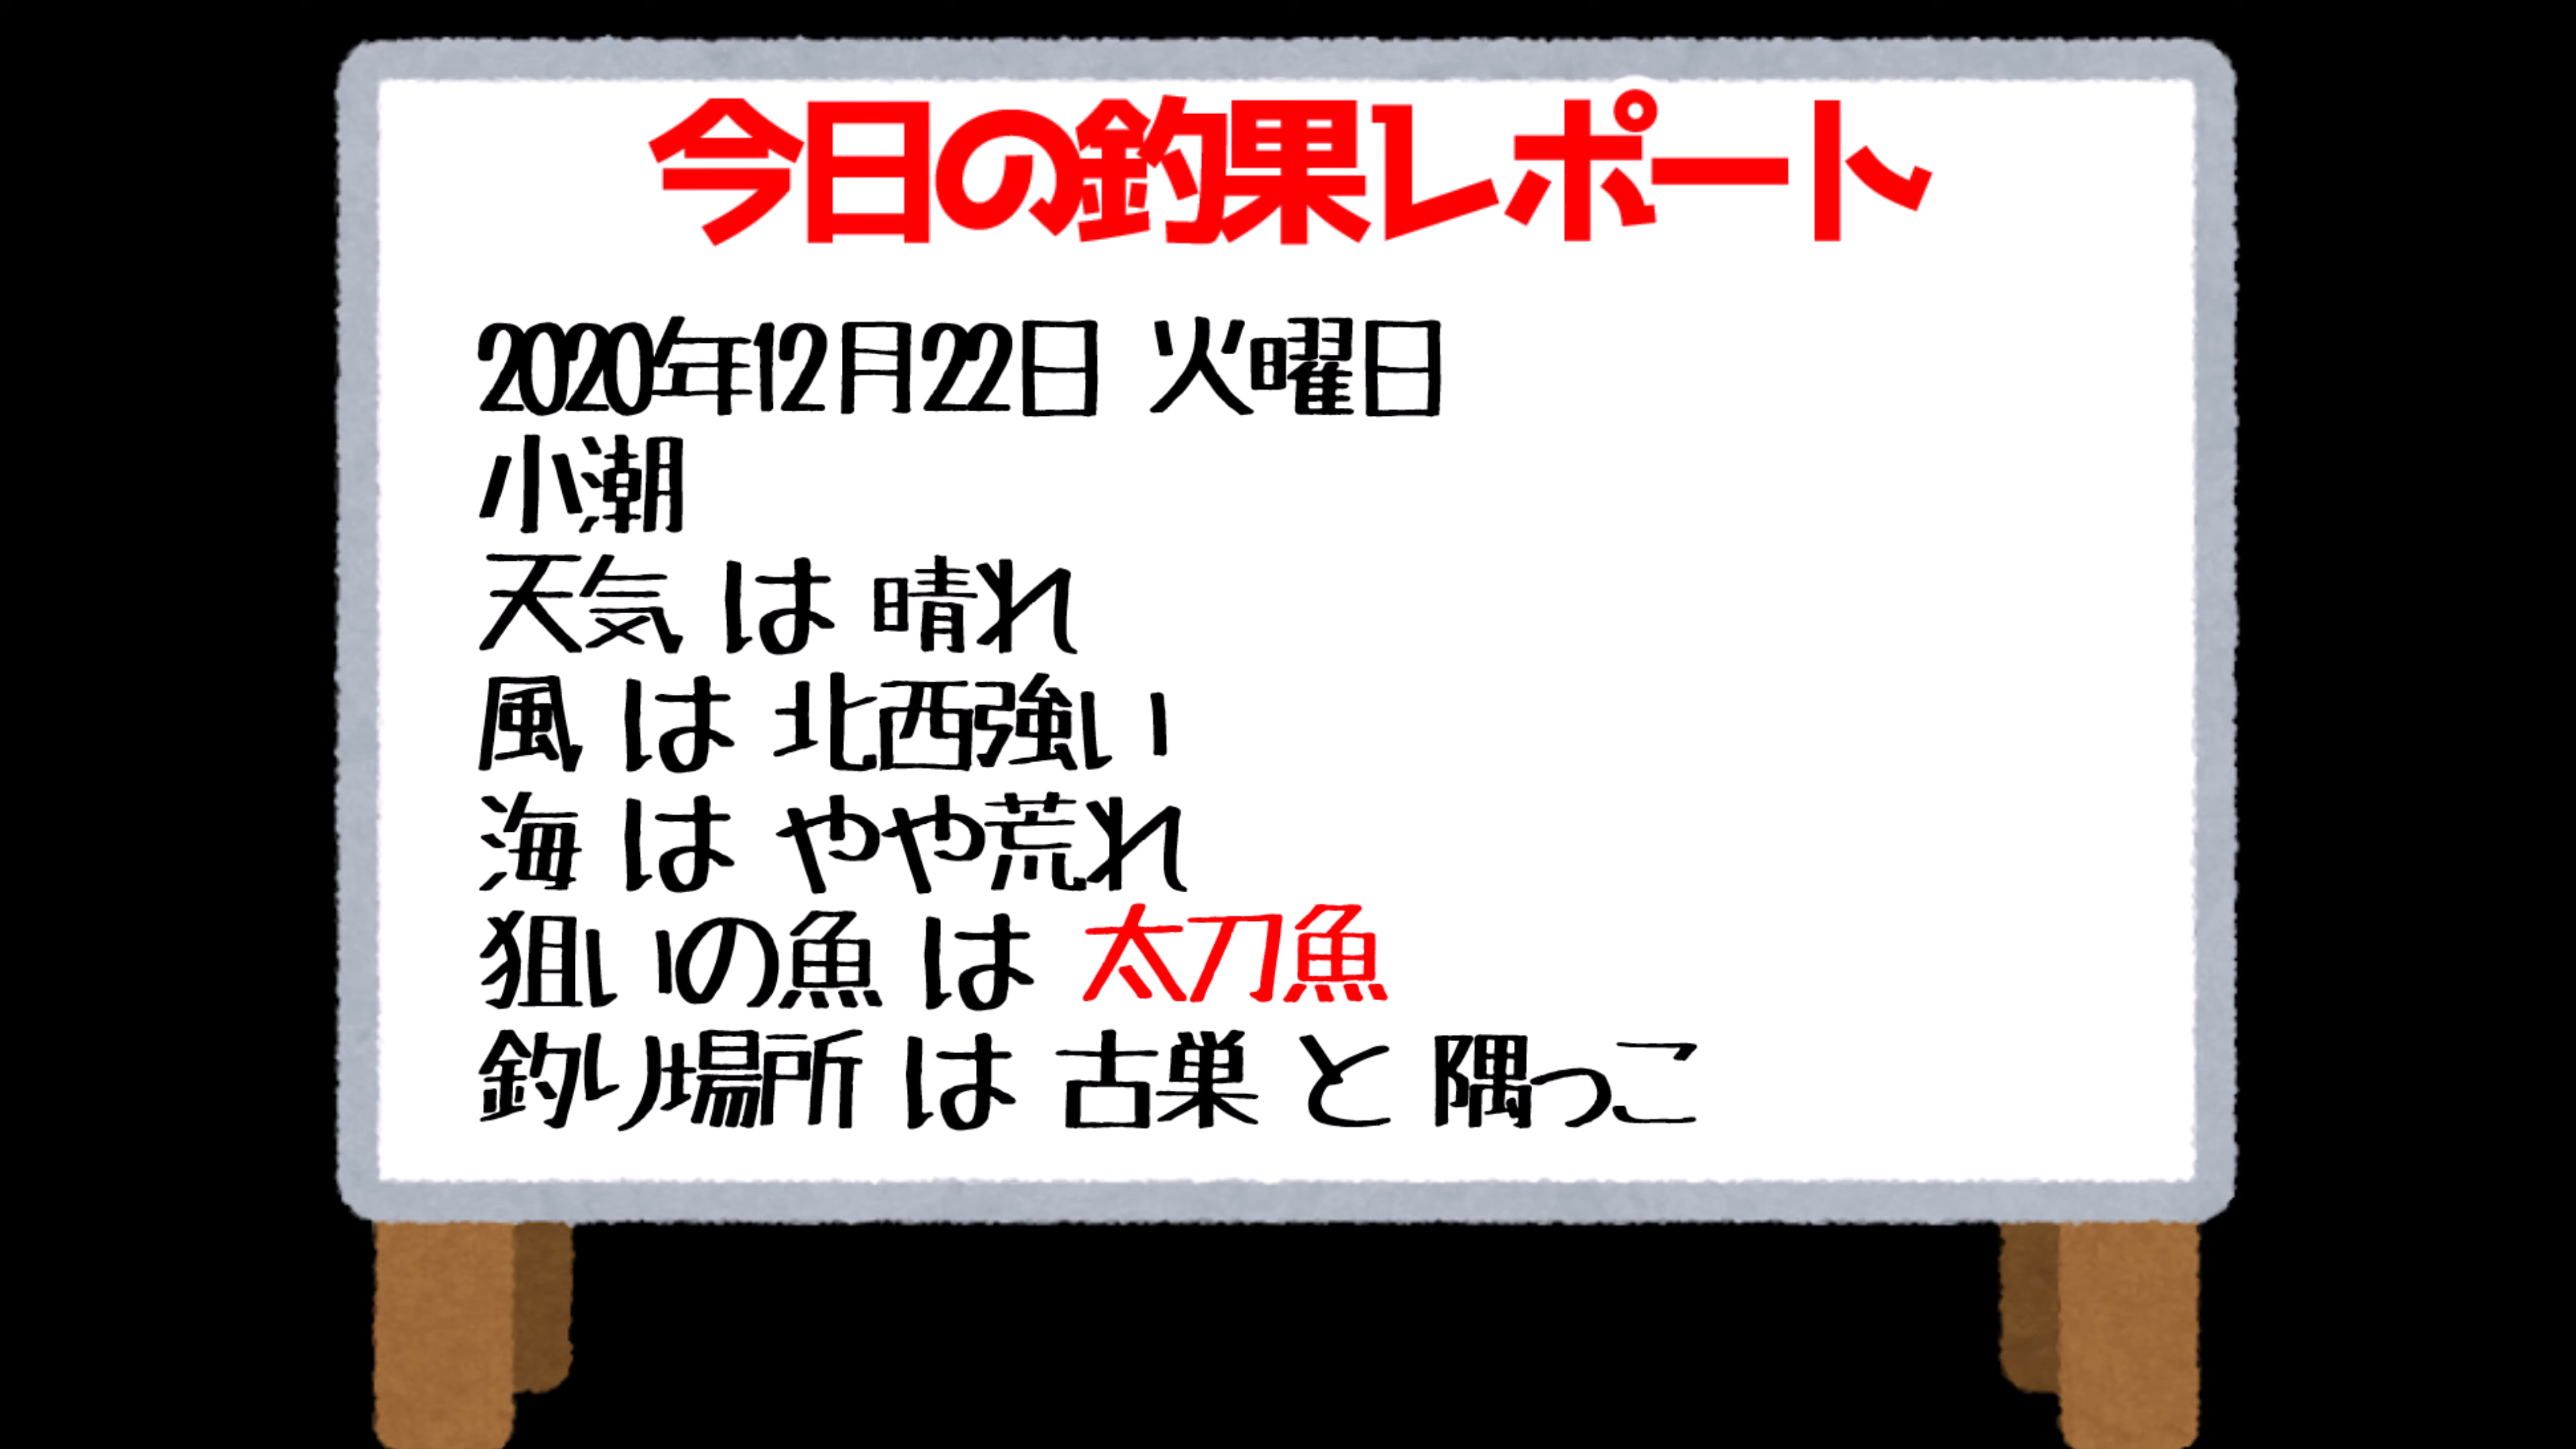 今日の釣果レポート
2020年12月22日 火曜日
小潮
天気 は 晴れ
風 は 北西強い
海 は やや荒れ
狙いの魚 は 太刀魚
釣り場所 は 古巣 と 隅っこ